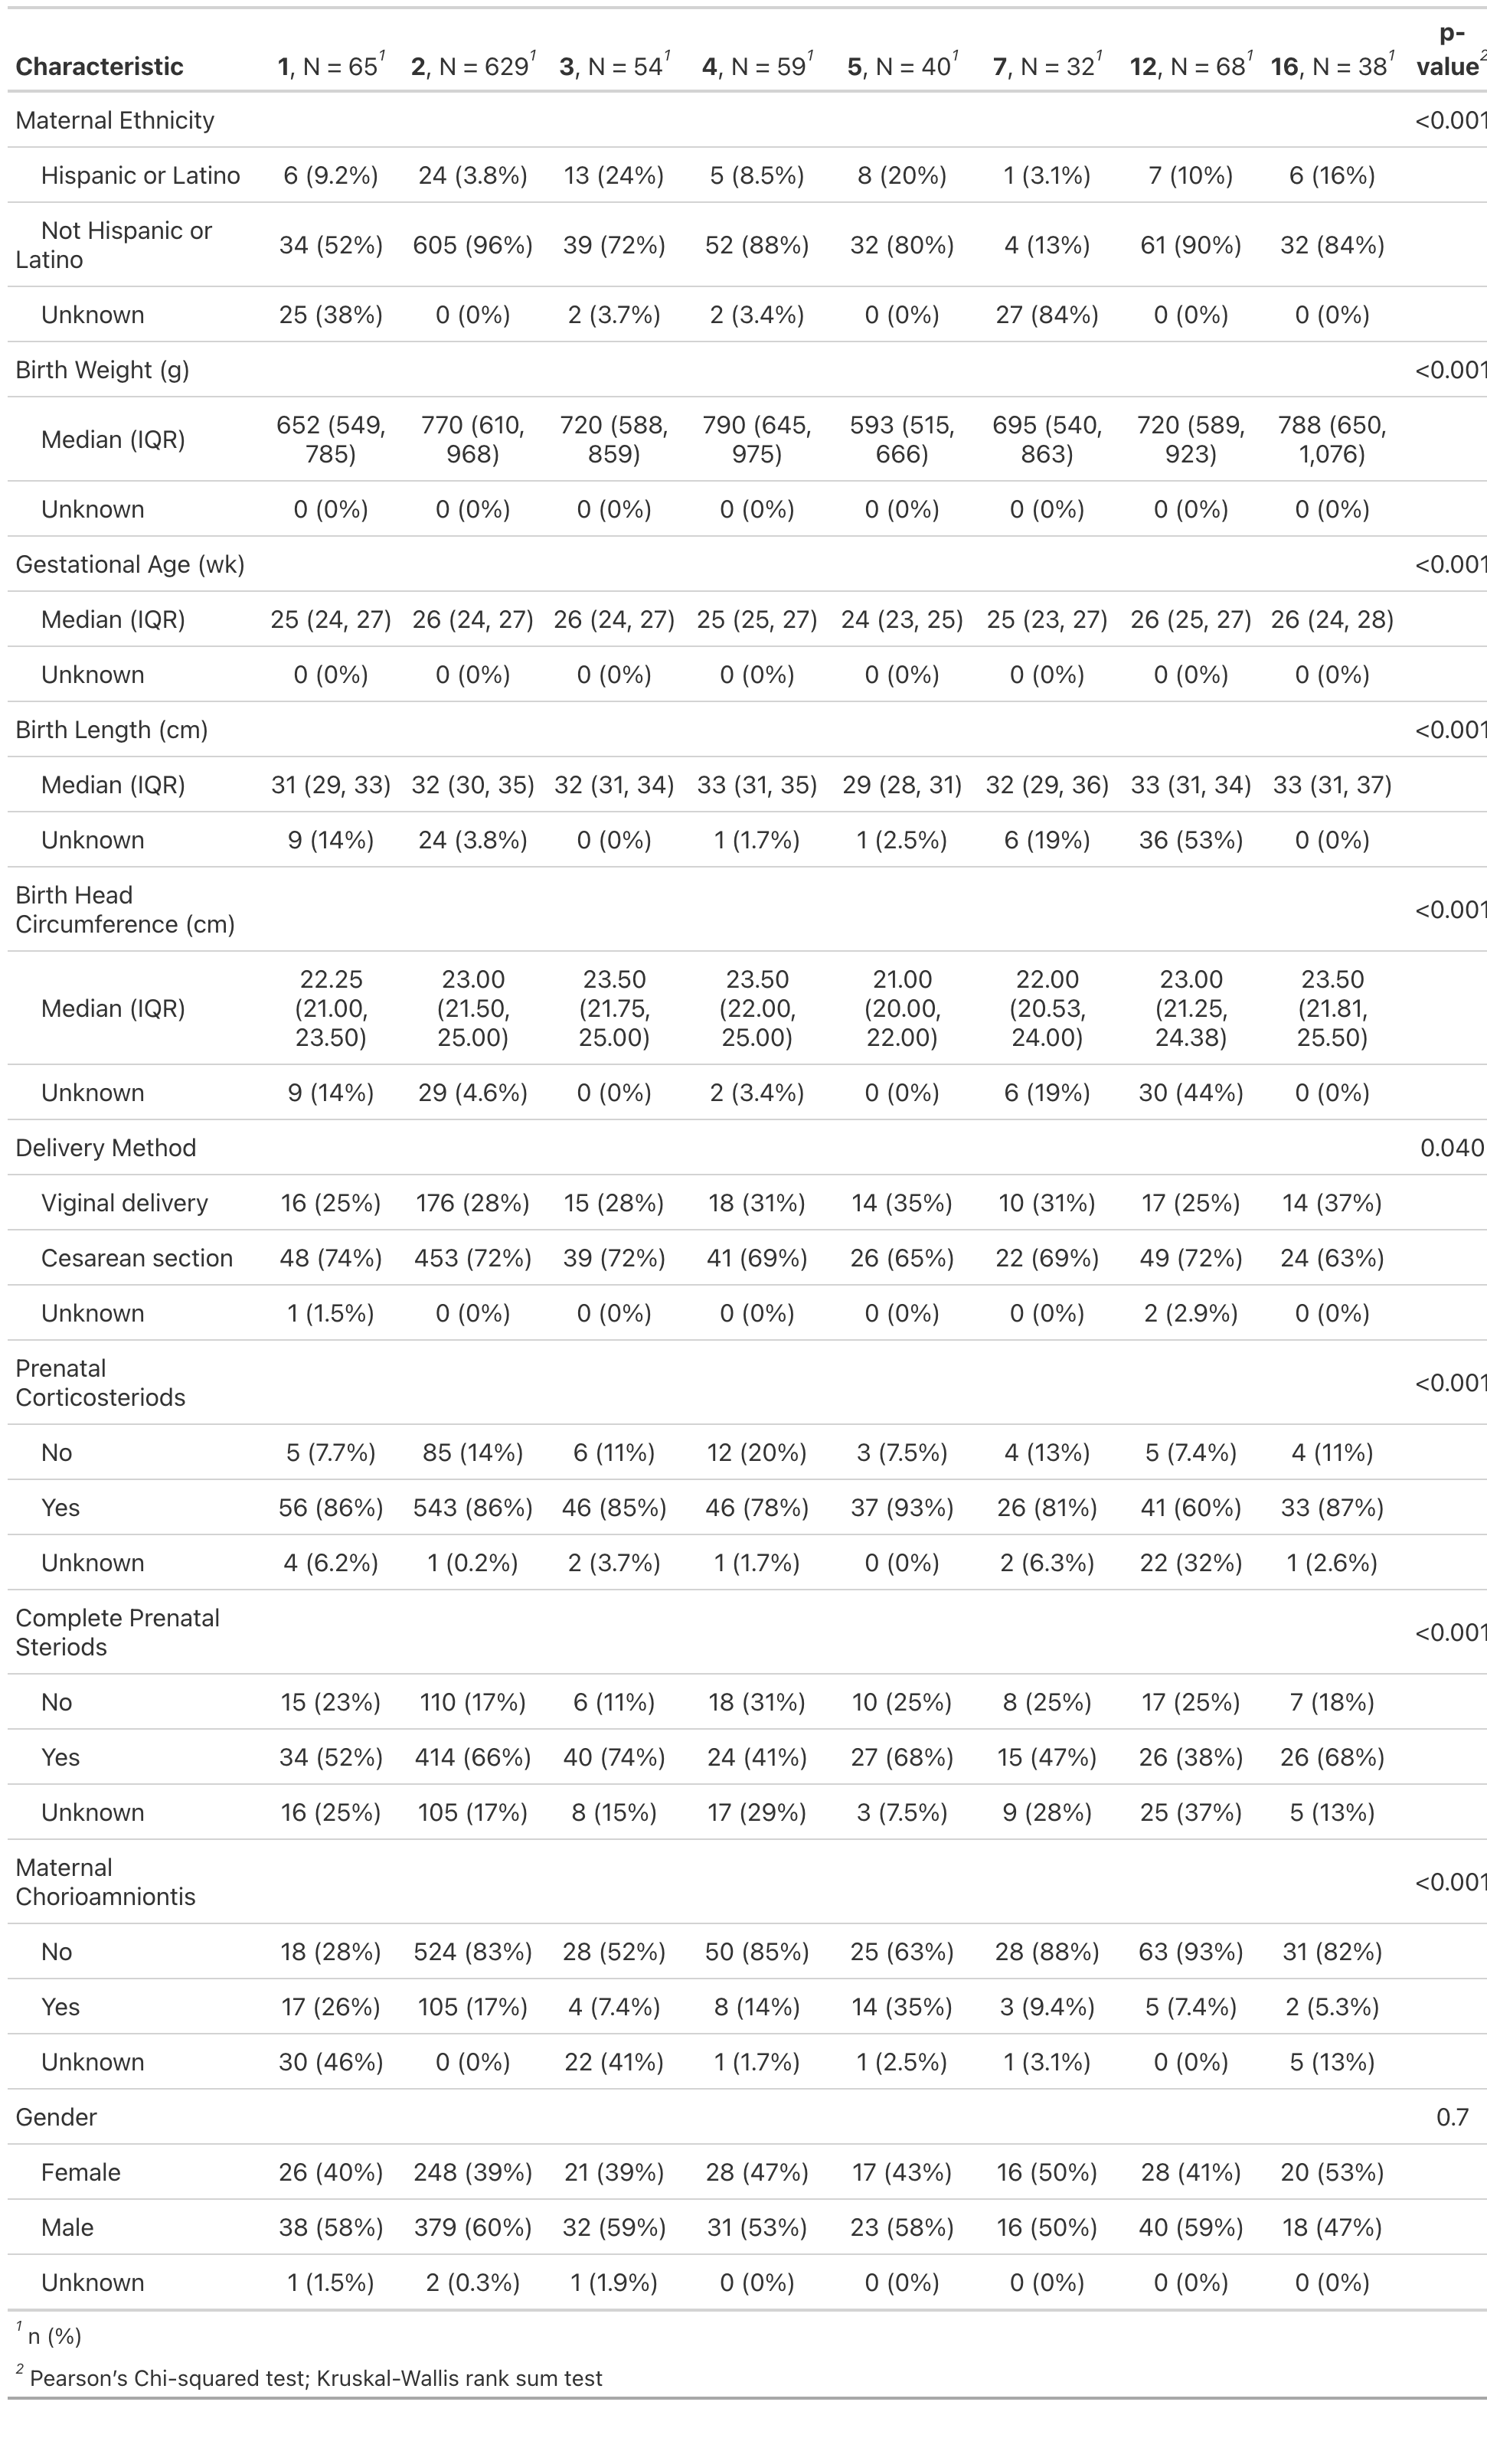 Characteristic 1, N = 65¹ 2, N = 629¹ 3, N = 54¹ 4, N = 59¹ 5, N = 40¹ 7, N = 32¹ 12, N = 68¹ 16, N = 38¹ p-value²
Maternal Ethnicity <0.001
Hispanic or Latino 6 (9.2%) 24 (3.8%) 13 (24%) 5 (8.5%) 8 (20%) 1 (3.1%) 7 (10%) 6 (16%)
Not Hispanic or Latino 34 (52%) 605 (96%) 39 (72%) 52 (88%) 32 (80%) 4 (13%) 61 (90%) 32 (84%)
Unknown 25 (38%) 0 (0%) 2 (3.7%) 2 (3.4%) 0 (0%) 27 (84%) 0 (0%) 0 (0%)
Birth Weight (g) <0.001
Median (IQR) 652 (549, 785) 770 (610, 968) 720 (588, 859) 790 (645, 975) 593 (515, 666) 695 (540, 863) 720 (589, 923) 788 (650, 1,076)
Unknown 0 (0%) 0 (0%) 0 (0%) 0 (0%) 0 (0%) 0 (0%) 0 (0%) 0 (0%)
Gestational Age (wk) <0.001
Median (IQR) 25 (24, 27) 26 (24, 27) 26 (24, 27) 25 (25, 27) 24 (23, 25) 25 (23, 27) 26 (25, 27) 26 (24, 28)
Unknown 0 (0%) 0 (0%) 0 (0%) 0 (0%) 0 (0%) 0 (0%) 0 (0%) 0 (0%)
Birth Length (cm) <0.001
Median (IQR) 31 (29, 33) 32 (30, 35) 32 (31, 34) 33 (31, 35) 29 (28, 31) 32 (29, 36) 33 (31, 34) 33 (31, 37)
Unknown 9 (14%) 24 (3.8%) 0 (0%) 1 (1.7%) 1 (2.5%) 6 (19%) 36 (53%) 0 (0%)
Birth Head Circumference (cm) <0.001
Median (IQR) 22.25 (21.00, 23.50) 23.00 (21.50, 25.00) 23.50 (21.75, 25.00) 23.50 (22.00, 25.00) 21.00 (20.00, 22.00) 22.00 (20.53, 24.00) 23.00 (21.25, 24.38) 23.50 (21.81, 25.50)
Unknown 9 (14%) 29 (4.6%) 0 (0%) 2 (3.4%) 0 (0%) 6 (19%) 30 (44%) 0 (0%)
Delivery Method 0.040
Viginal delivery 16 (25%) 176 (28%) 15 (28%) 18 (31%) 14 (35%) 10 (31%) 17 (25%) 14 (37%)
Cesarean section 48 (74%) 453 (72%) 39 (72%) 41 (69%) 26 (65%) 22 (69%) 49 (72%) 24 (63%)
Unknown 1 (1.5%) 0 (0%) 0 (0%) 0 (0%) 0 (0%) 0 (0%) 2 (2.9%) 0 (0%)
Prenatal Corticosteriods <0.001
No 5 (7.7%) 85 (14%) 6 (11%) 12 (20%) 3 (7.5%) 4 (13%) 5 (7.4%) 4 (11%)
Yes 56 (86%) 543 (86%) 46 (85%) 46 (78%) 37 (93%) 26 (81%) 41 (60%) 33 (87%)
Unknown 4 (6.2%) 1 (0.2%) 2 (3.7%) 1 (1.7%) 0 (0%) 2 (6.3%) 22 (32%) 1 (2.6%)
Complete Prenatal Steriods <0.001
No 15 (23%) 110 (17%) 6 (11%) 18 (31%) 10 (25%) 8 (25%) 17 (25%) 7 (18%)
Yes 34 (52%) 414 (66%) 40 (74%) 24 (41%) 27 (68%) 15 (47%) 26 (38%) 26 (68%)
Unknown 16 (25%) 105 (17%) 8 (15%) 17 (29%) 3 (7.5%) 9 (28%) 25 (37%) 5 (13%)
Maternal Chorioamniontis <0.001
No 18 (28%) 524 (83%) 28 (52%) 50 (85%) 25 (63%) 28 (88%) 63 (93%) 31 (82%)
Yes 17 (26%) 105 (17%) 4 (7.4%) 8 (14%) 14 (35%) 3 (9.4%) 5 (7.4%) 2 (5.3%)
Unknown 30 (46%) 0 (0%) 22 (41%) 1 (1.7%) 1 (2.5%) 1 (3.1%) 0 (0%) 5 (13%)
Gender 0.7
Female 26 (40%) 248 (39%) 21 (39%) 28 (47%) 17 (43%) 16 (50%) 28 (41%) 20 (53%)
Male 38 (58%) 379 (60%) 32 (59%) 31 (53%) 23 (58%) 16 (50%) 40 (59%) 18 (47%)
Unknown 1 (1.5%) 2 (0.3%) 1 (1.9%) 0 (0%) 0 (0%) 0 (0%) 0 (0%) 0 (0%)
¹ n (%)
² Pearson's Chi-squared test; Kruskal-Wallis rank sum test